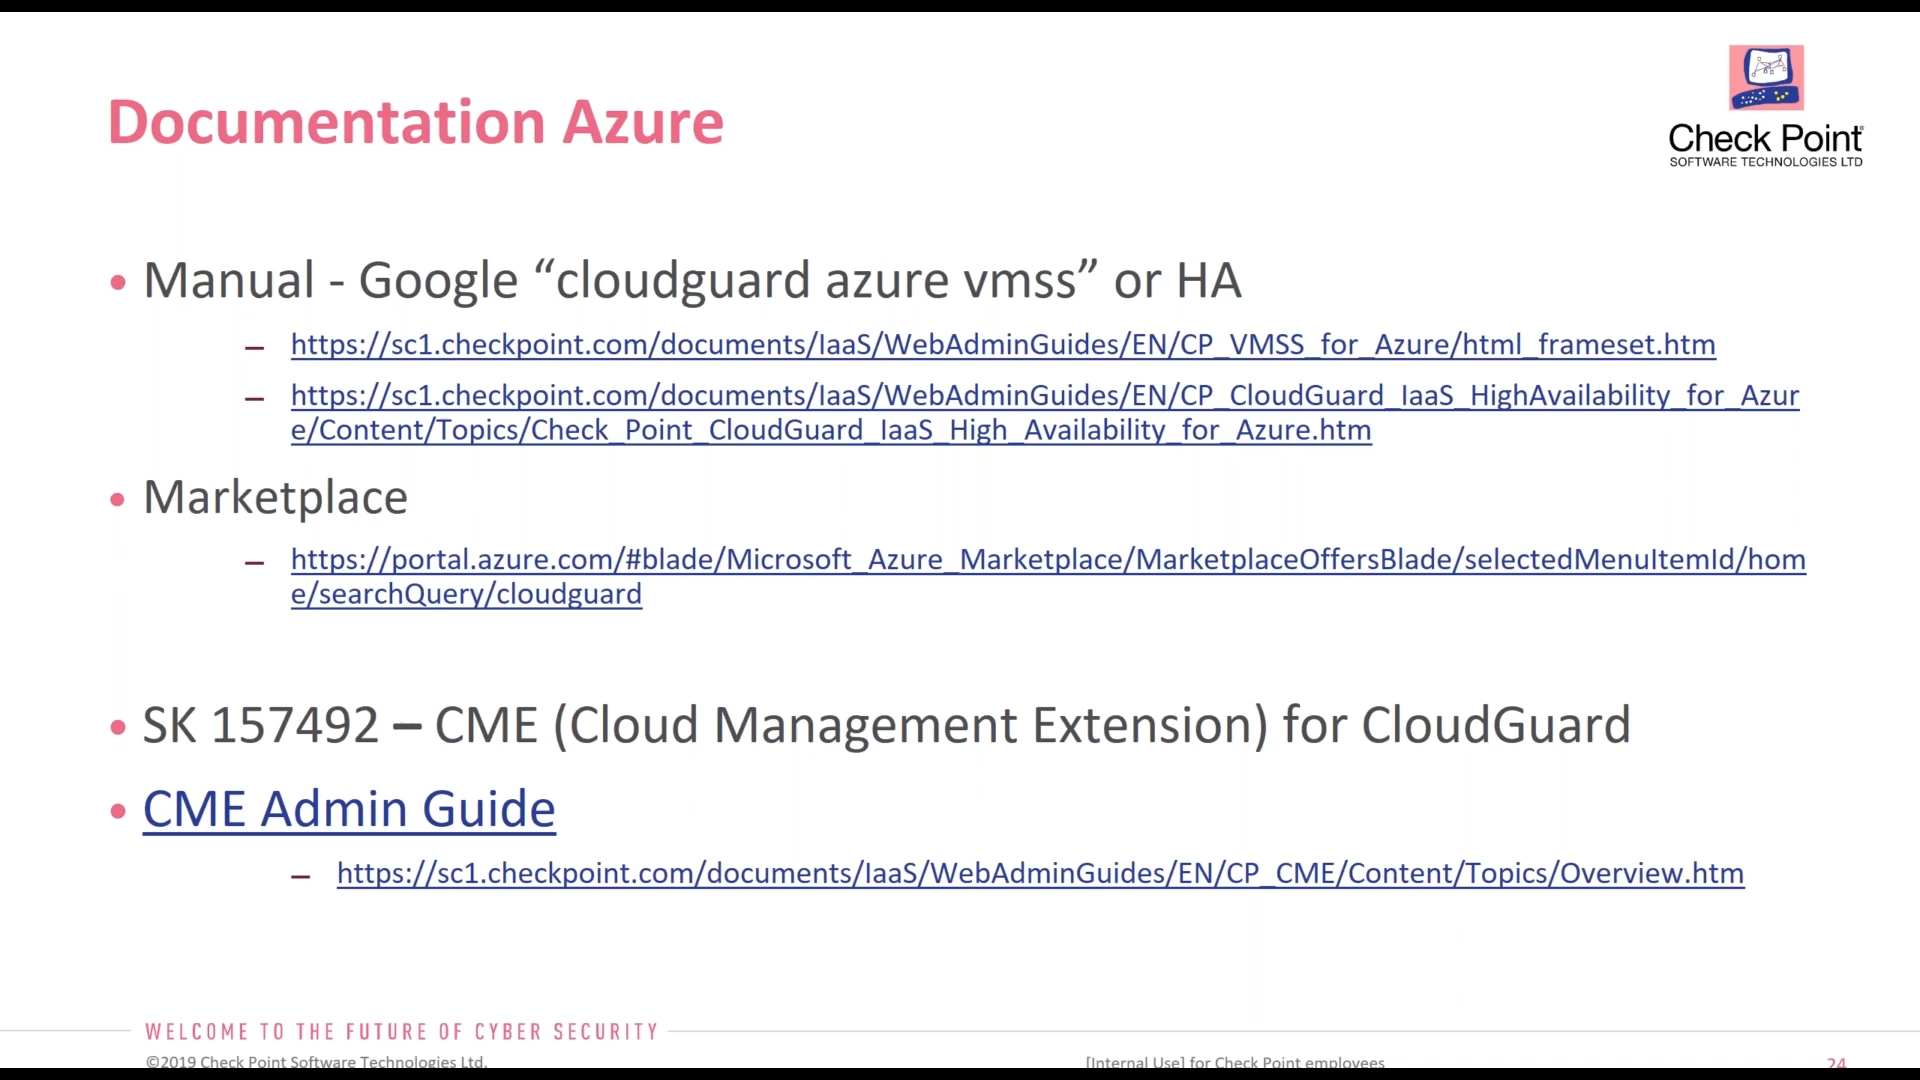 Documentation Azure
Check Point
SOFTWARE TECHNOLOGIES LTD
• Manual - Google “cloudguard azure vmss” or HA
– https://sc1.checkpoint.com/documents/IaaS/WebAdminGuides/EN/CP_VMSS_for_Azure/html_frameset.htm
– https://sc1.checkpoint.com/documents/IaaS/WebAdminGuides/EN/CP_CloudGuard_IaaS_HighAvailability_for_Azur
e/Content/Topics/Check_Point_CloudGuard_IaaS_High_Availability_for_Azure.htm
• Marketplace
– https://portal.azure.com/#blade/Microsoft_Azure_Marketplace/MarketplaceOffersBlade/selectedMenuItemId/hom
e/searchQuery/cloudguard
• SK 157492 – CME (Cloud Management Extension) for CloudGuard
• CME Admin Guide
– https://sc1.checkpoint.com/documents/IaaS/WebAdminGuides/EN/CP_CME/Content/Topics/Overview.htm
WELCOME TO THE FUTURE OF CYBER SECURITY
©2019 Check Point Software Technologies Ltd.
[Internal Use] for Check Point employees
24